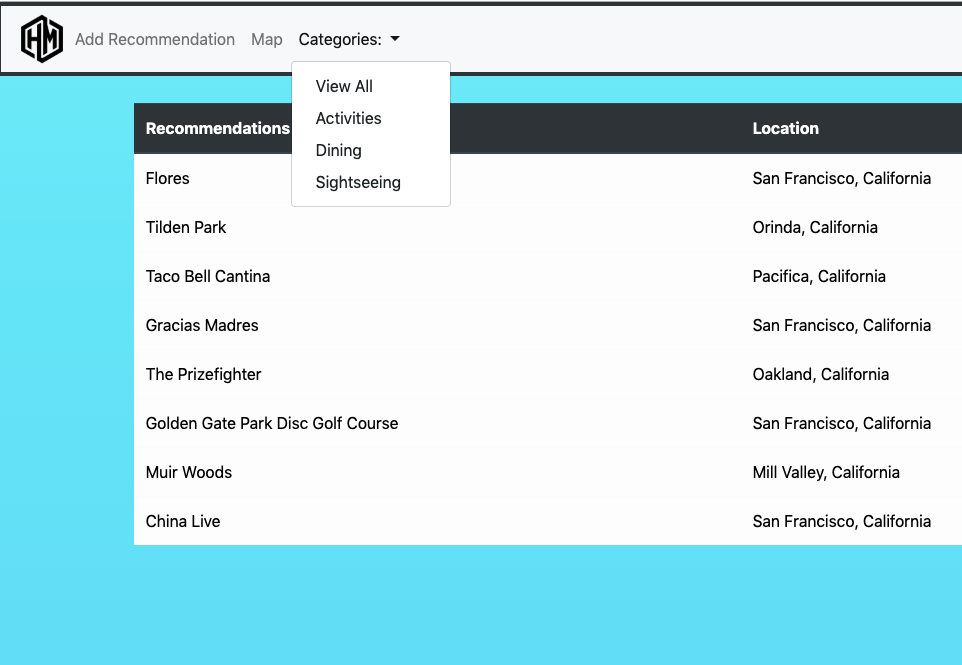 HM Add Recommendation Map Categories:
View All
Activities
Dining
Sightseeing
Recommendations Location
Flores San Francisco, California
Tilden Park Orinda, California
Taco Bell Cantina Pacifica, California
Gracias Madres San Francisco, California
The Prizefighter Oakland, California
Golden Gate Park Disc Golf Course San Francisco, California
Muir Woods Mill Valley, California
China Live San Francisco, California